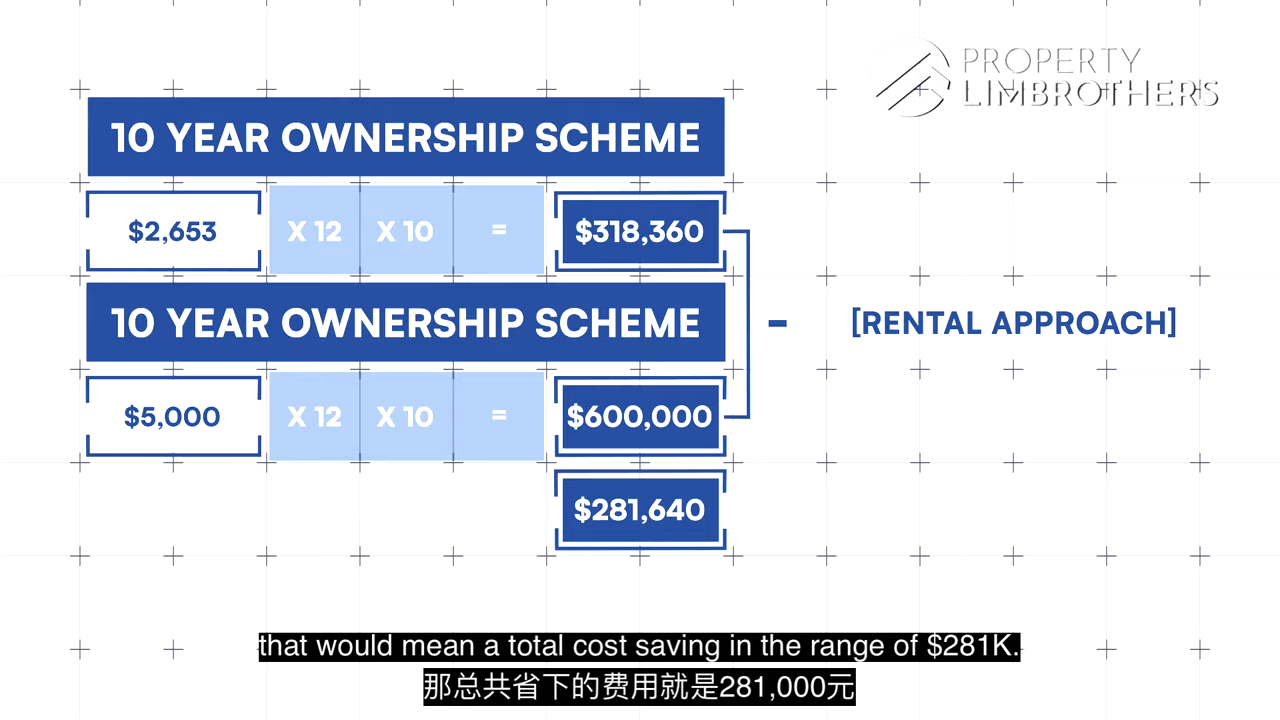 PROPERTY
LIMBROTHERS
10 YEAR OWNERSHIP SCHEME
$2,653 X 12 X 10 = $318,360
10 YEAR OWNERSHIP SCHEME
- [RENTAL APPROACH]
$5,000 X 12 X 10 = $600,000
$281,640
that would mean a total cost saving in the range of $281K.
那总共省下的费用就是281,000元